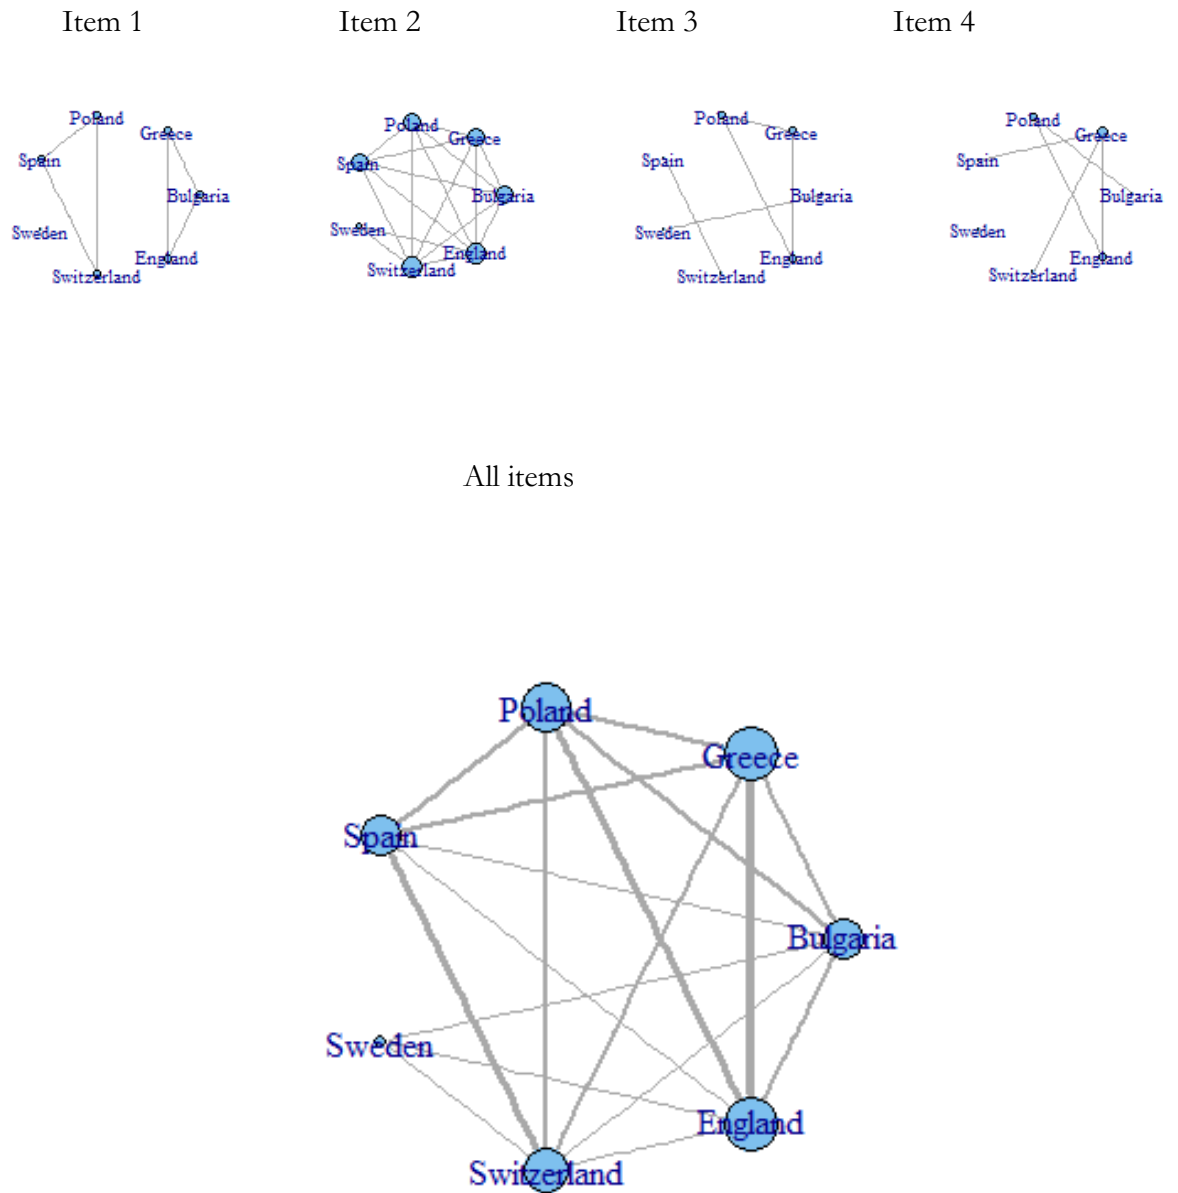 Item 1 Item 2 Item 3 Item 4
Poland
Greece
Spain
Bulgaria
Sweden
England
Switzerland
Poland
Greece
Spain
Bulgaria
Sweden
England
Switzerland
Poland
Greece
Spain
Bulgaria
Sweden
England
Switzerland
Poland
Greece
Spain
Bulgaria
Sweden
England
Switzerland
All items
Poland
Greece
Spain
Bulgaria
Sweden
England
Switzerland